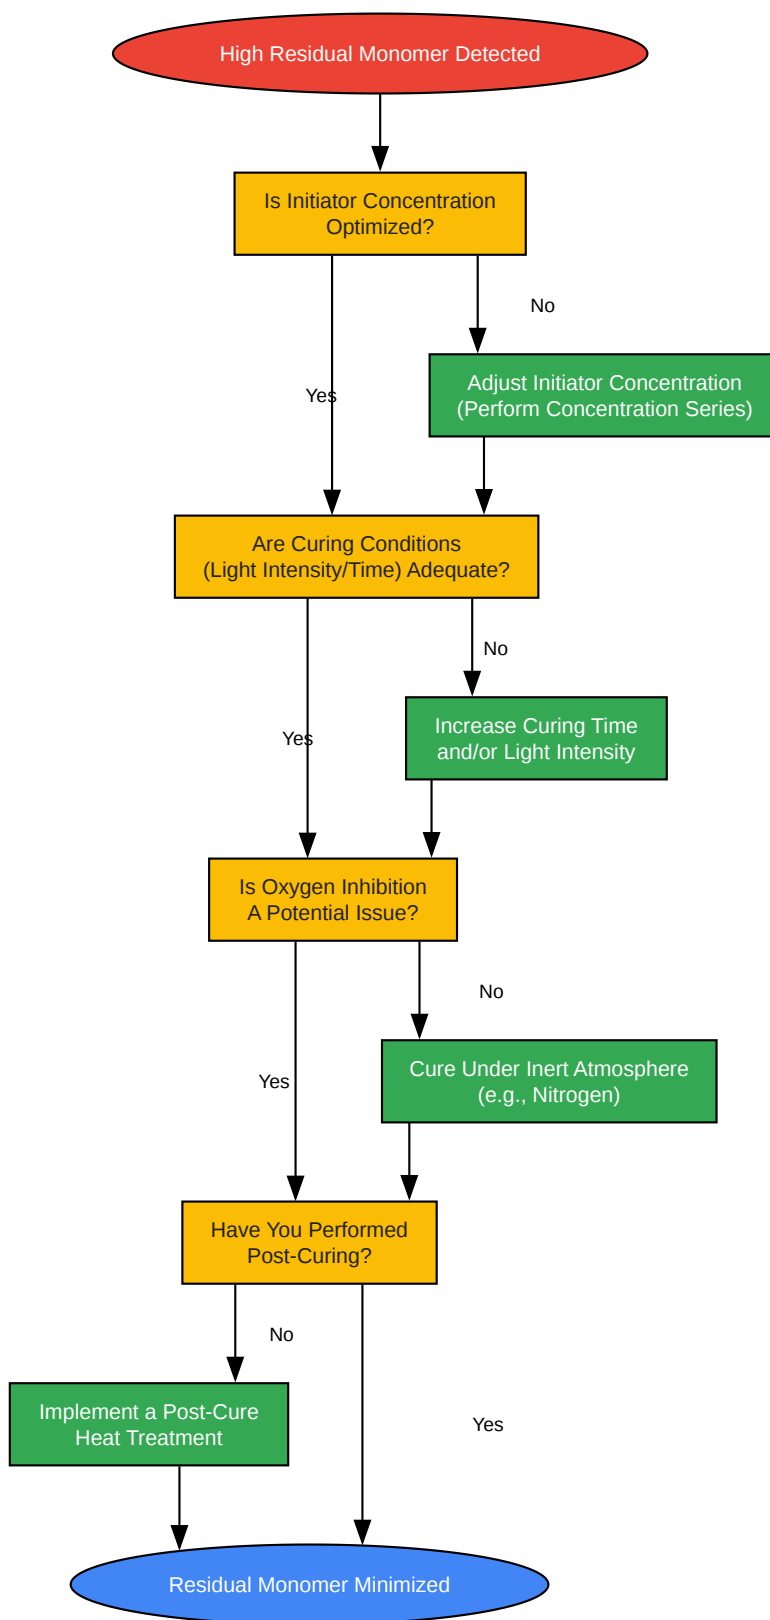 High Residual Monomer Detected
Is Initiator Concentration
Optimized?
No
Adjust Initiator Concentration
(Perform Concentration Series)
Yes
Are Curing Conditions
(Light Intensity/Time) Adequate?
No
Increase Curing Time
and/or Light Intensity
Yes
Is Oxygen Inhibition
A Potential Issue?
No
Cure Under Inert Atmosphere
(e.g., Nitrogen)
Yes
Have You Performed
Post-Curing?
No
Implement a Post-Cure
Heat Treatment
Yes
Residual Monomer Minimized